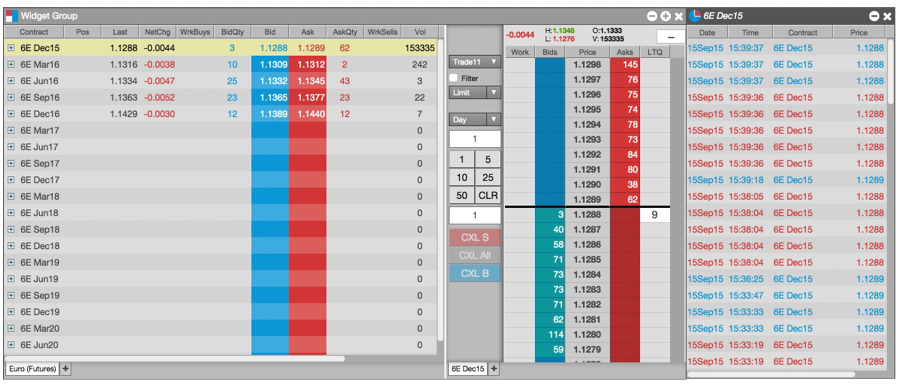 Widget Group
Contract Pos Last NetChg WrkBuys BidQty Bid Ask AskQty WrkSells Vol
6E Dec15 1.1288 -0.0044 3 1.1288 1.1289 62 153335
6E Mar16 1.1316 -0.0038 10 1.1309 1.1312 2 242
6E Jun16 1.1334 -0.0047 25 1.1332 1.1345 43 3
6E Sep16 1.1363 -0.0052 23 1.1365 1.1377 23 22
6E Dec16 1.1429 -0.0030 12 1.1389 1.1440 12 7
6E Mar17 0
6E Jun17 0
6E Sep17 0
6E Dec17 0
6E Mar18 0
6E Jun18 0
6E Sep18 0
6E Dec18 0
6E Mar19 0
6E Jun19 0
6E Sep19 0
6E Dec19 0
6E Mar20 0
6E Jun20 0
Euro (Futures) +
-0.0044 H:1.1348 O:1.1333
L: 1.1276 V:153335
Trade11
Filter
Limit
Day
1
1 5
10 25
50 CLR
1
CXL S
CXL All
CXL B
Work Bids Price Asks LTQ
1.1298 145
1.1297 76
1.1296 75
1.1295 74
1.1294 78
1.1293 73
1.1292 84
1.1291 80
1.1290 38
1.1289 62
3 1.1288 9
40 1.1287
58 1.1286
71 1.1285
73 1.1284
73 1.1283
71 1.1282
62 1.1281
114 1.1280
59 1.1279
6E Dec15 +
6E Dec15
Date Time Contract Price
15Sep15 15:39:37 6E Dec15 1.1288
15Sep15 15:39:37 6E Dec15 1.1288
15Sep15 15:39:37 6E Dec15 1.1288
15Sep15 15:39:36 6E Dec15 1.1288
15Sep15 15:39:36 6E Dec15 1.1288
15Sep15 15:39:36 6E Dec15 1.1288
15Sep15 15:39:36 6E Dec15 1.1288
15Sep15 15:39:36 6E Dec15 1.1288
15Sep15 15:39:18 6E Dec15 1.1289
15Sep15 15:38:05 6E Dec15 1.1288
15Sep15 15:38:04 6E Dec15 1.1288
15Sep15 15:38:04 6E Dec15 1.1288
15Sep15 15:38:04 6E Dec15 1.1288
15Sep15 15:38:04 6E Dec15 1.1288
15Sep15 15:36:25 6E Dec15 1.1289
15Sep15 15:33:47 6E Dec15 1.1289
15Sep15 15:33:33 6E Dec15 1.1289
15Sep15 15:33:33 6E Dec15 1.1289
15Sep15 15:33:19 6E Dec15 1.1288
15Sep15 15:33:19 6E Dec15 1.1288